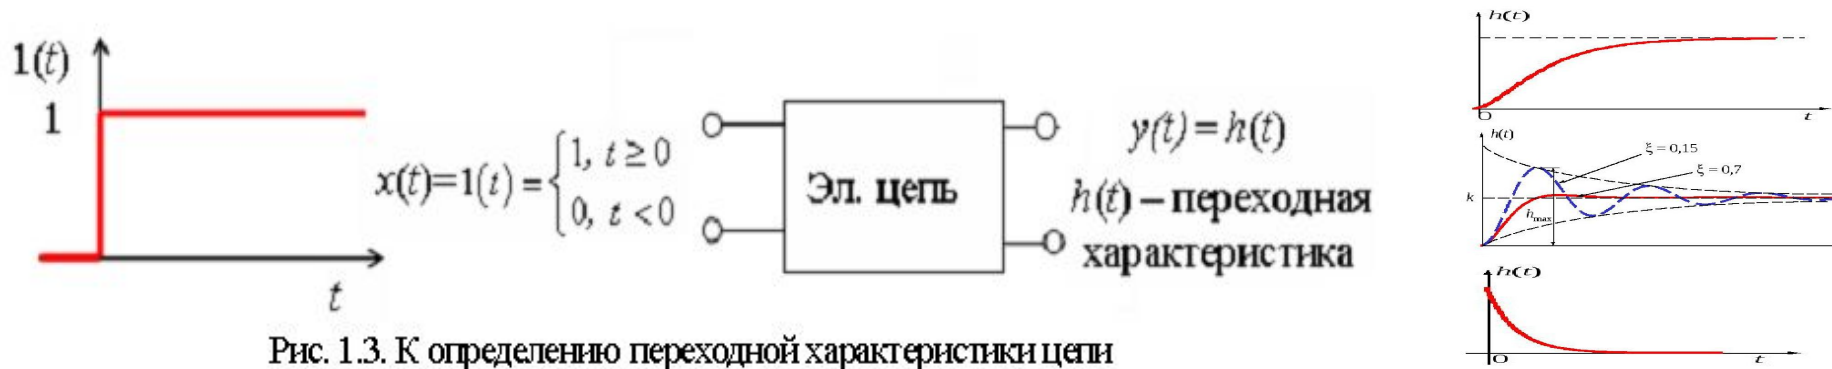 1(t)
1
t
x(t)=1(t) = {1, t ≥ 0
0, t < 0
Эл. цепь
y(t) = h(t)
h(t) – переходная
характеристика
Рис. 1.3. К определению переходной характеристики цепи
h(t)
0
t
h(t)
ξ = 0,15
ξ = 0,7
k
hmax
h(t)
0
t